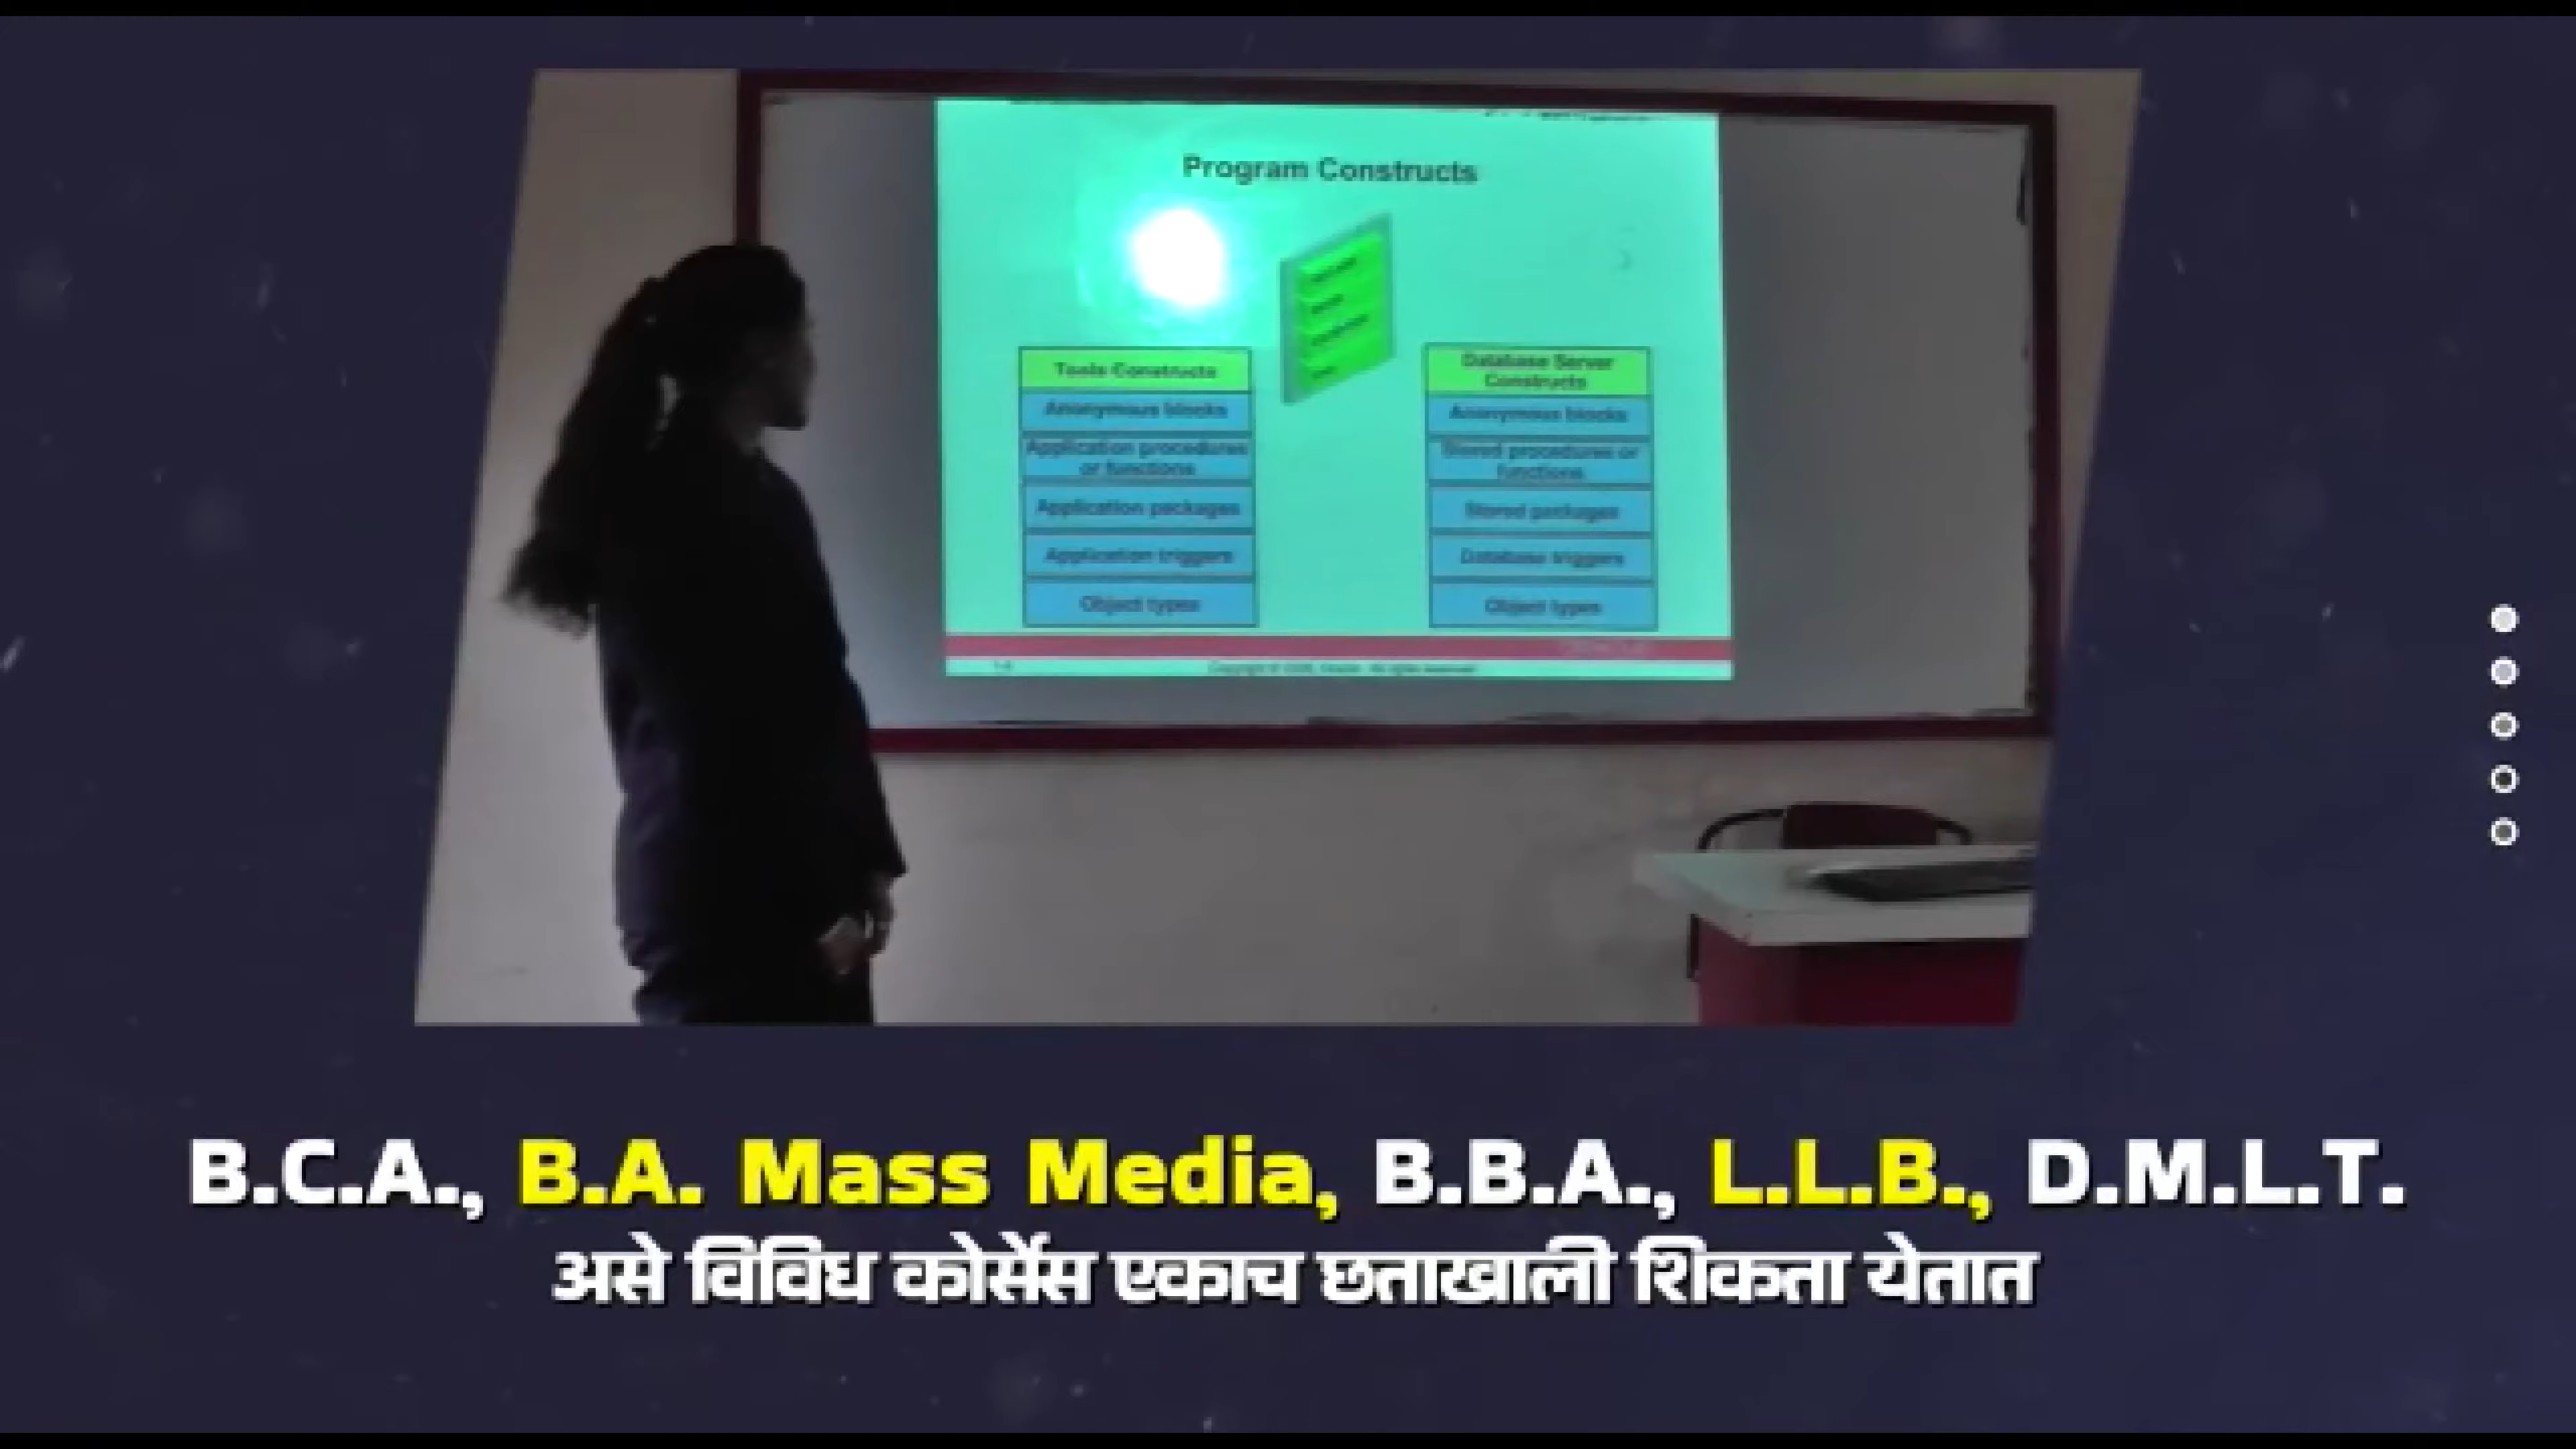 Program Constructs
Tools Constructs
Anonymous blocks
Application procedures
or functions
Application packages
Application triggers
Object types
Database Server
Constructs
Anonymous blocks
Stored procedures or
functions
Stored packages
Database triggers
Object types
B.C.A., B.A. Mass Media, B.B.A., L.L.B., D.M.L.T.
असे विविध कोर्सेस एकाच छताखाली शिकता येतात